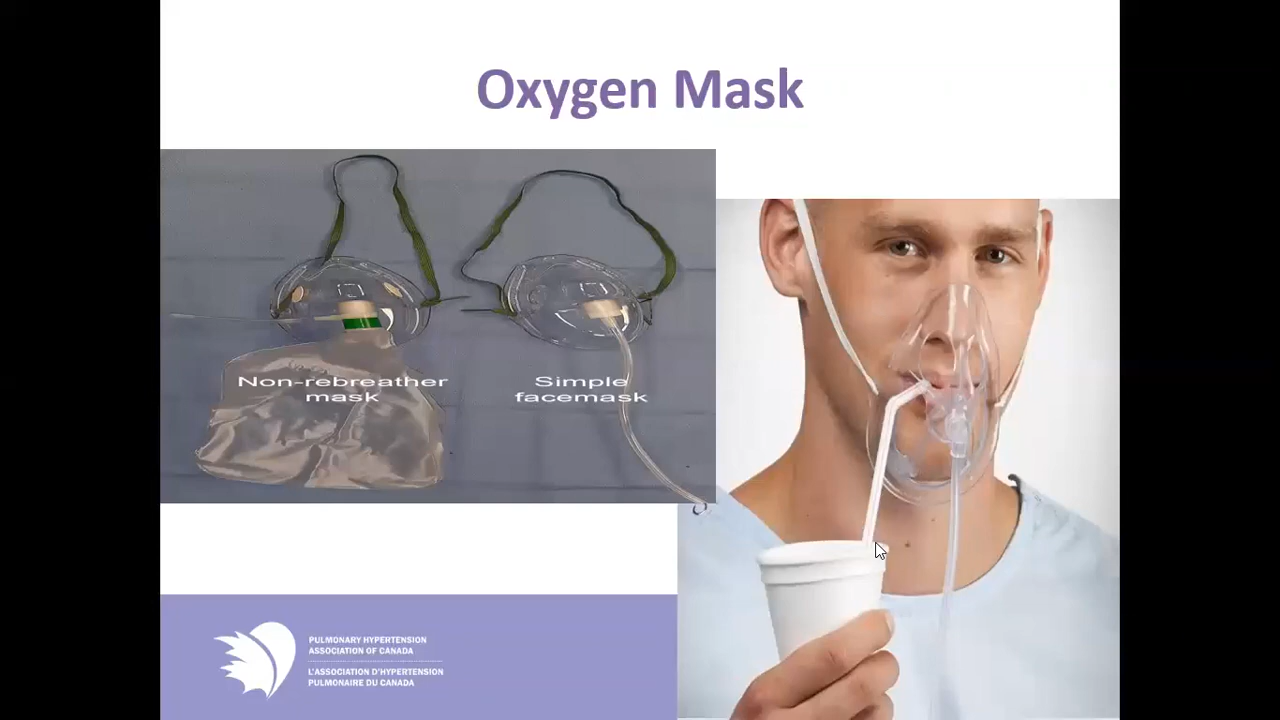 Oxygen Mask
Non-rebreather
mask
Simple
facemask
PULMONARY HYPERTENSION
ASSOCIATION OF CANADA
L'ASSOCIATION D'HYPERTENSION
PULMONAIRE DU CANADA